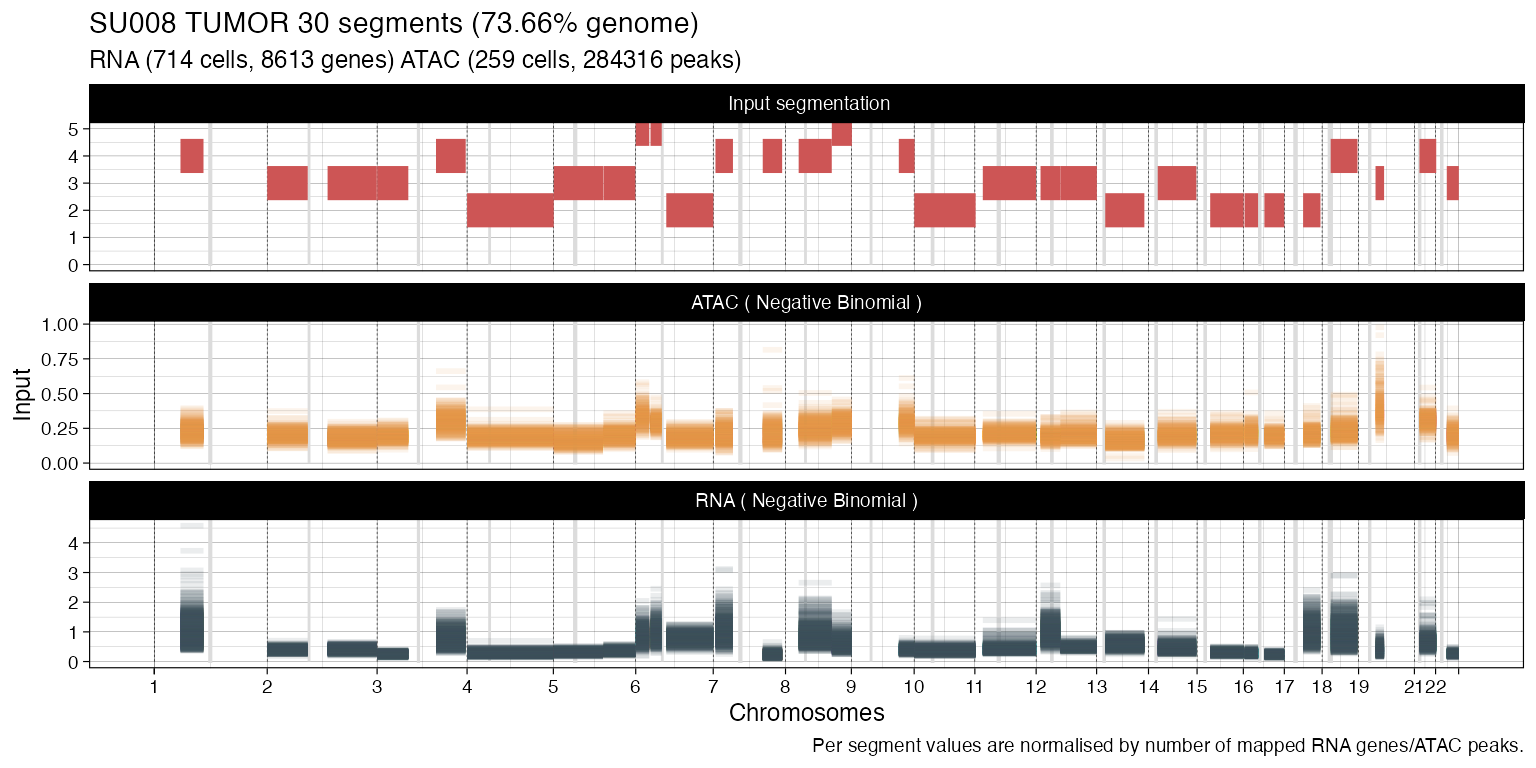 SU008 TUMOR 30 segments (73.66% genome)
RNA (714 cells, 8613 genes) ATAC (259 cells, 284316 peaks)
Input segmentation
5
4
3
2
1
0
ATAC ( Negative Binomial )
1.00
0.75
0.50
0.25
0.00
Input
RNA ( Negative Binomial )
4
3
2
1
0
1 2 3 4 5 6 7 8 9 10 11 12 13 14 15 16 17 18 19 2122
Chromosomes
Per segment values are normalised by number of mapped RNA genes/ATAC peaks.